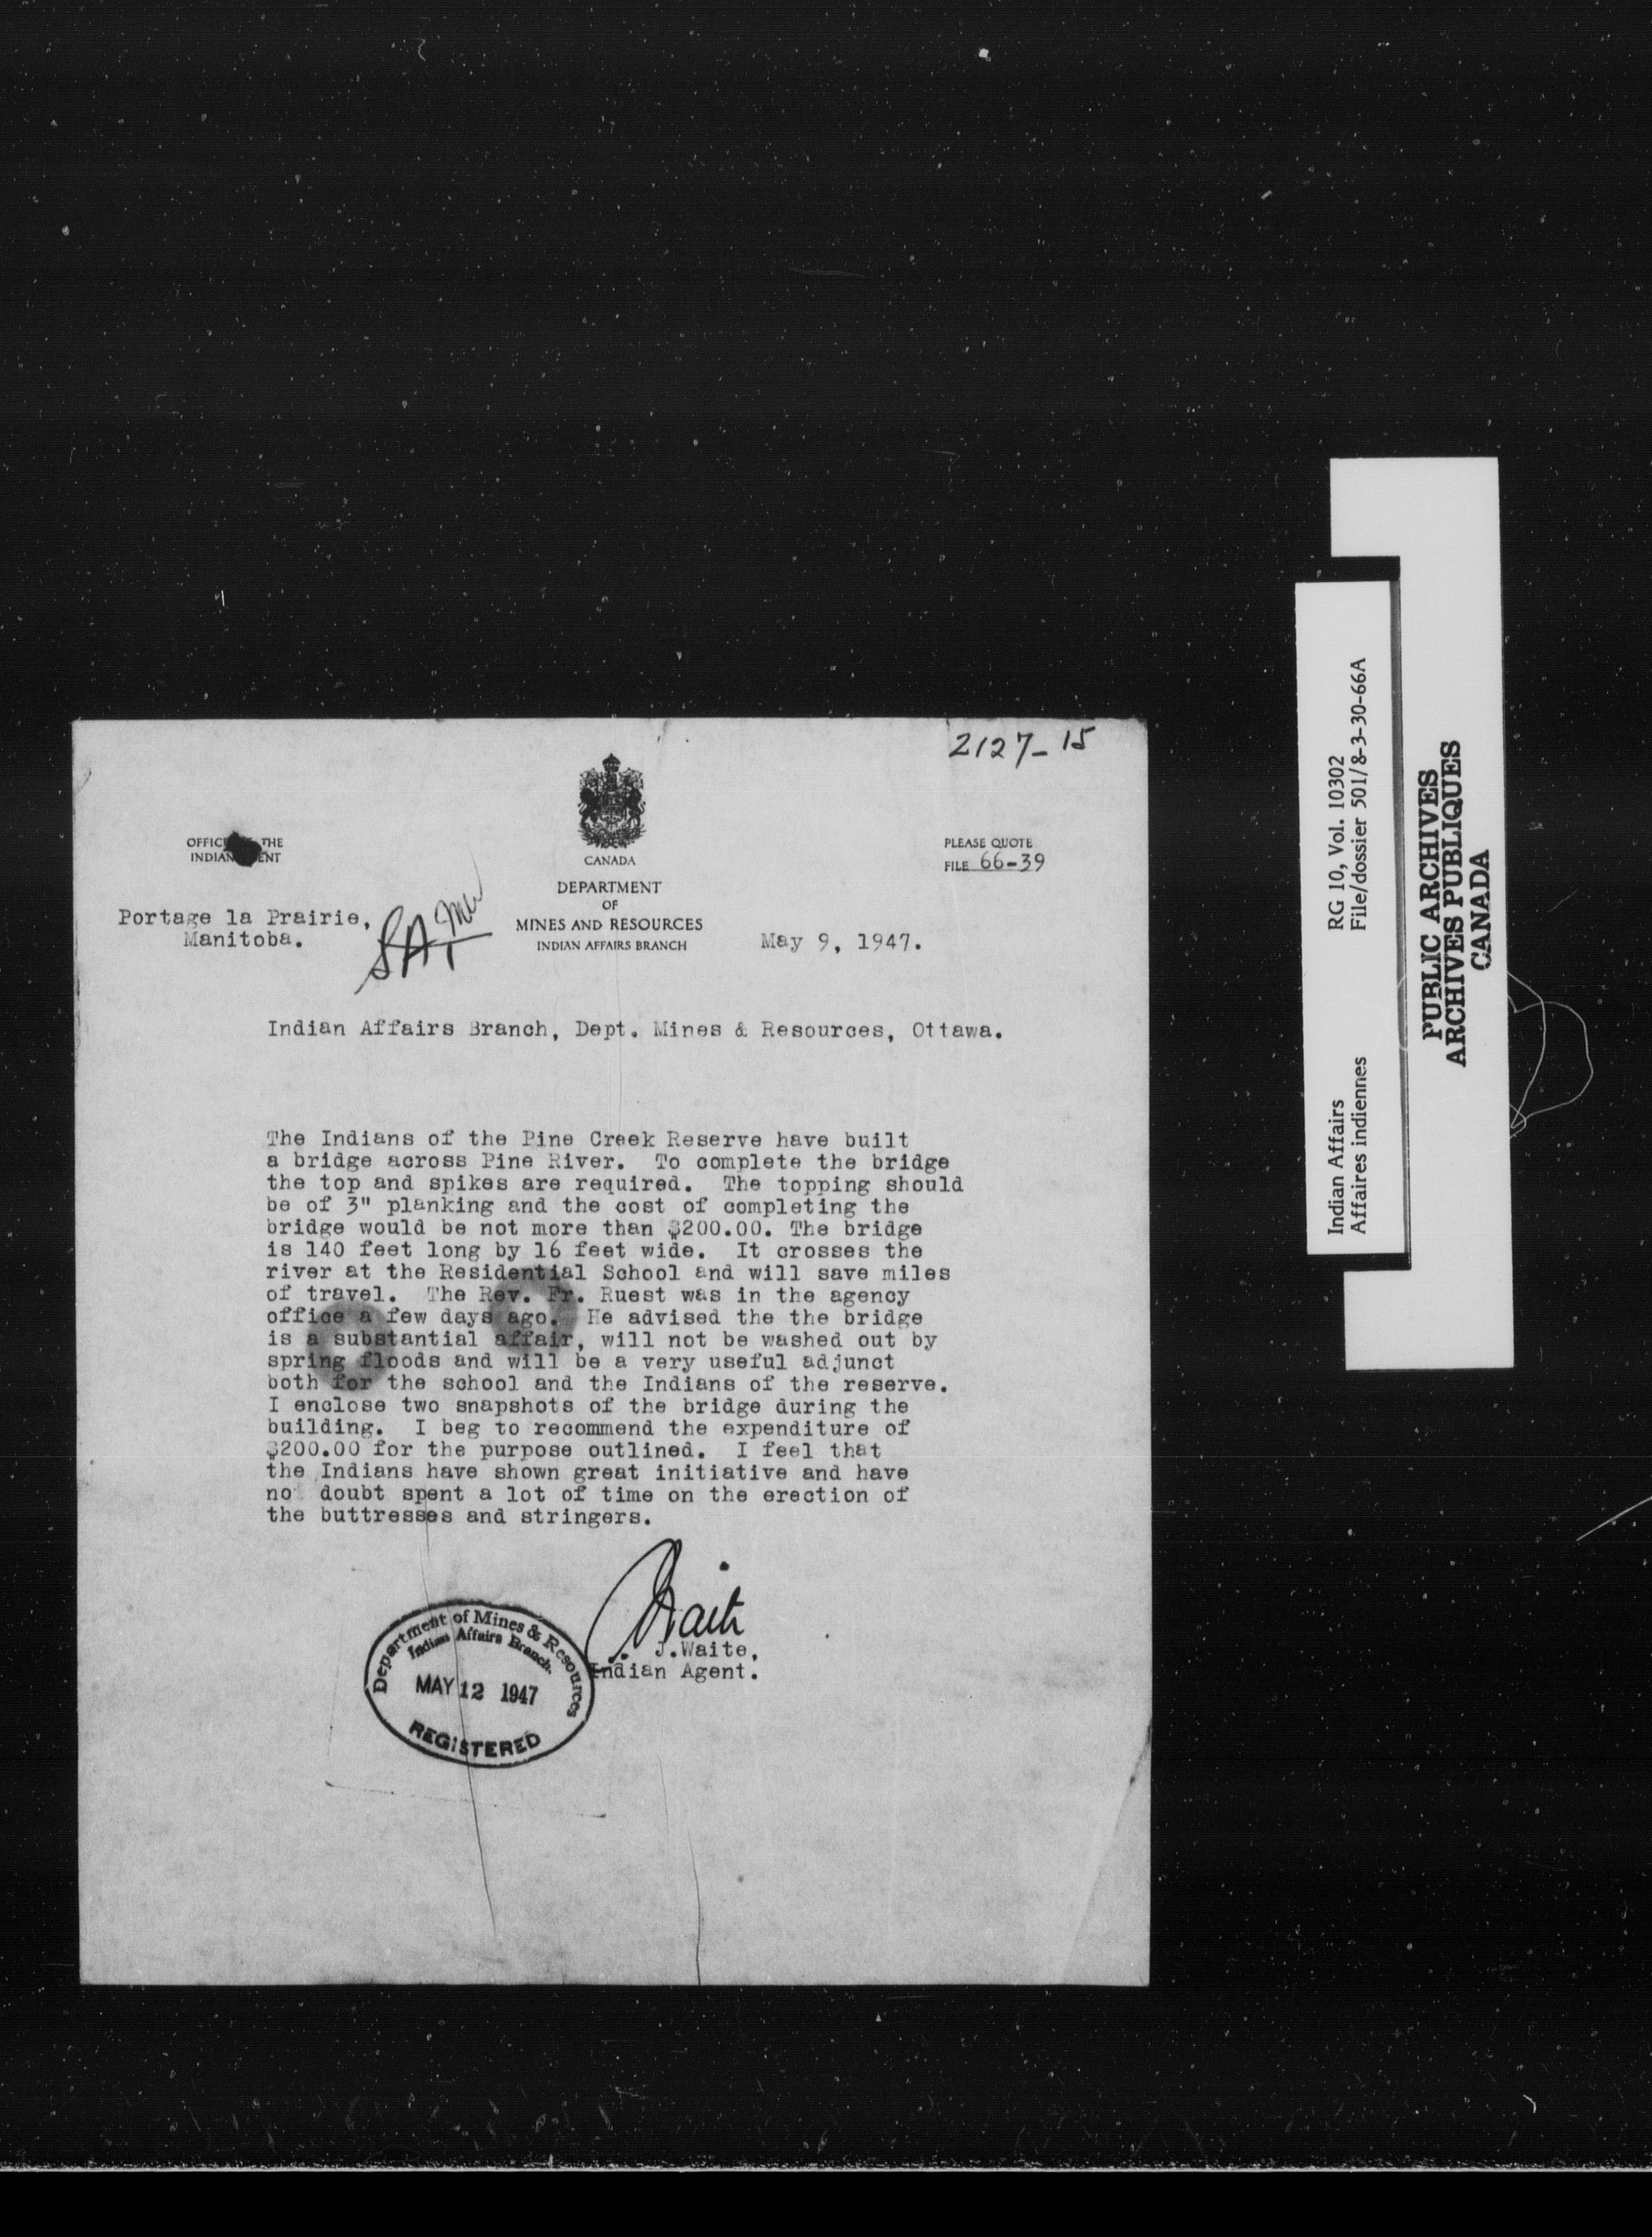 2127-15
OFFICE THE
INDIAN ENT
CANADA
PLEASE QUOTE
FILE 66-39
DEPARTMENT
OF
MINES AND RESOURCES
INDIAN AFFAIRS BRANCH
Portage la Prairie,
Manitoba.
May 9, 1947.
Indian Affairs Branch, Dept. Mines & Resources, Ottawa.
The Indians of the Pine Creek Reserve have built
a bridge across Pine River. To complete the bridge
the top and spikes are required. The topping should
be of 3" planking and the cost of completing the
bridge would be not more than $200.00. The bridge
is 140 feet long by 16 feet wide. It crosses the
river at the Residential School and will save miles
of travel. The Rev. Fr. Ruest was in the agency
office a few days ago. He advised the the bridge
is a substantial affair, will not be washed out by
spring floods and will be a very useful adjunct
both for the school and the Indians of the reserve.
I enclose two snapshots of the bridge during the
building. I beg to recommend the expenditure of
$200.00 for the purpose outlined. I feel that
the Indians have shown great initiative and have
no doubt spent a lot of time on the erection of
the buttresses and stringers.
J.Waite,
Indian Agent.
Department of Mines & Resources
Indian Affairs Branch.
MAY 12 1947
REGISTERED
Indian Affairs RG 10, Vol. 10302
Affaires indiennes File/dossier 501/8-3-30-66A
PUBLIC ARCHIVES
ARCHIVES PUBLIQUES
CANADA